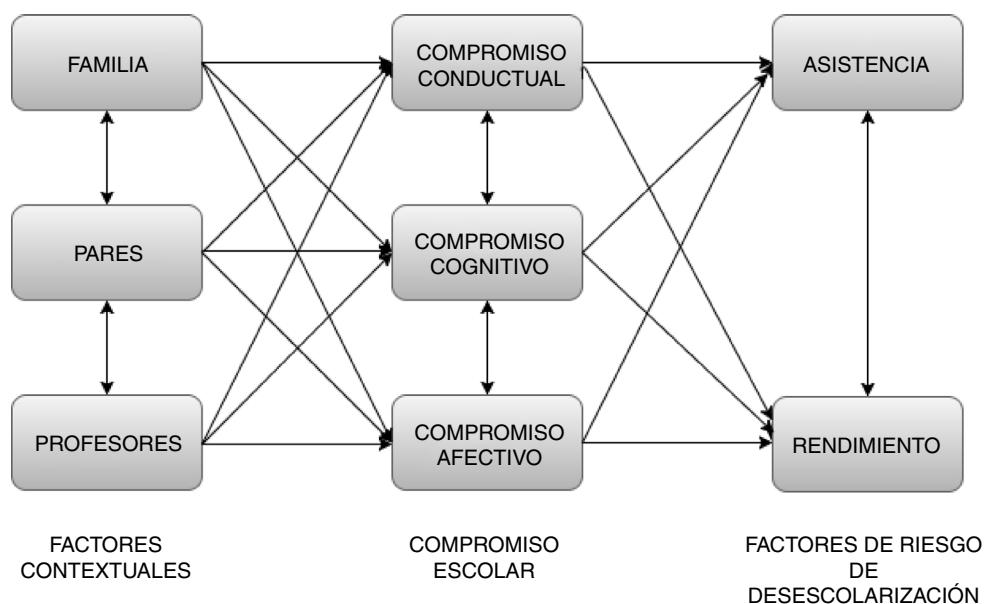 FAMILIA
COMPROMISO
CONDUCTUAL
ASISTENCIA
PARES
COMPROMISO
COGNITIVO
PROFESORES
COMPROMISO
AFECTIVO
RENDIMIENTO
FACTORES
CONTEXTUALES
COMPROMISO
ESCOLAR
FACTORES DE RIESGO
DE
DESESCOLARIZACIÓN